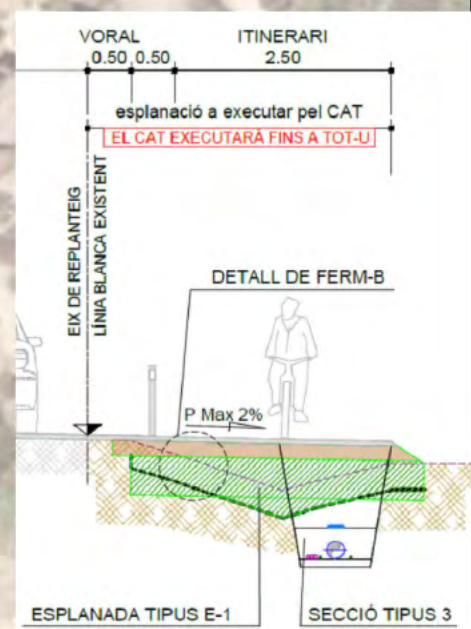 VORAL ITINERARI
0.50 0.50 2.50
esplanació a executar pel CAT
EL CAT EXECUTARÀ FINS A TOT-U
EIX DE REPLANTEIG
LÍNIA BLANCA EXISTENT
DETALL DE FERM-B
P Max 2%
ESPLANADA TIPUS E-1 SECCIÓ TIPUS 3